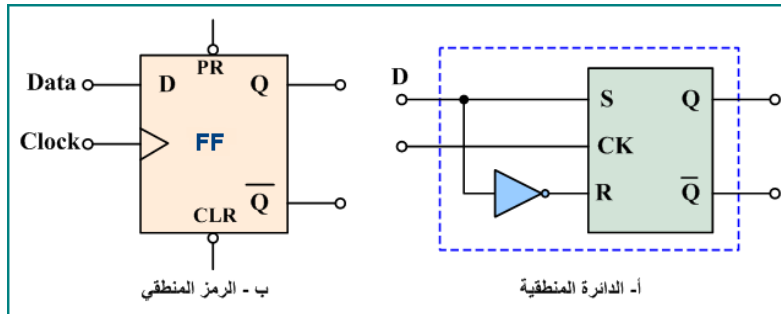 PR
Data
D
Q
Clock
FF
Q̅
CLR
ب - الرمز المنطقي
D
S
Q
CK
R
Q̅
أ- الدائرة المنطقية